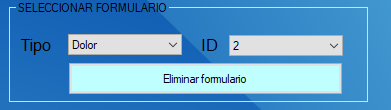 SELECCIONAR FORMULARIO
Tipo Dolor ID 2
Eliminar formulario